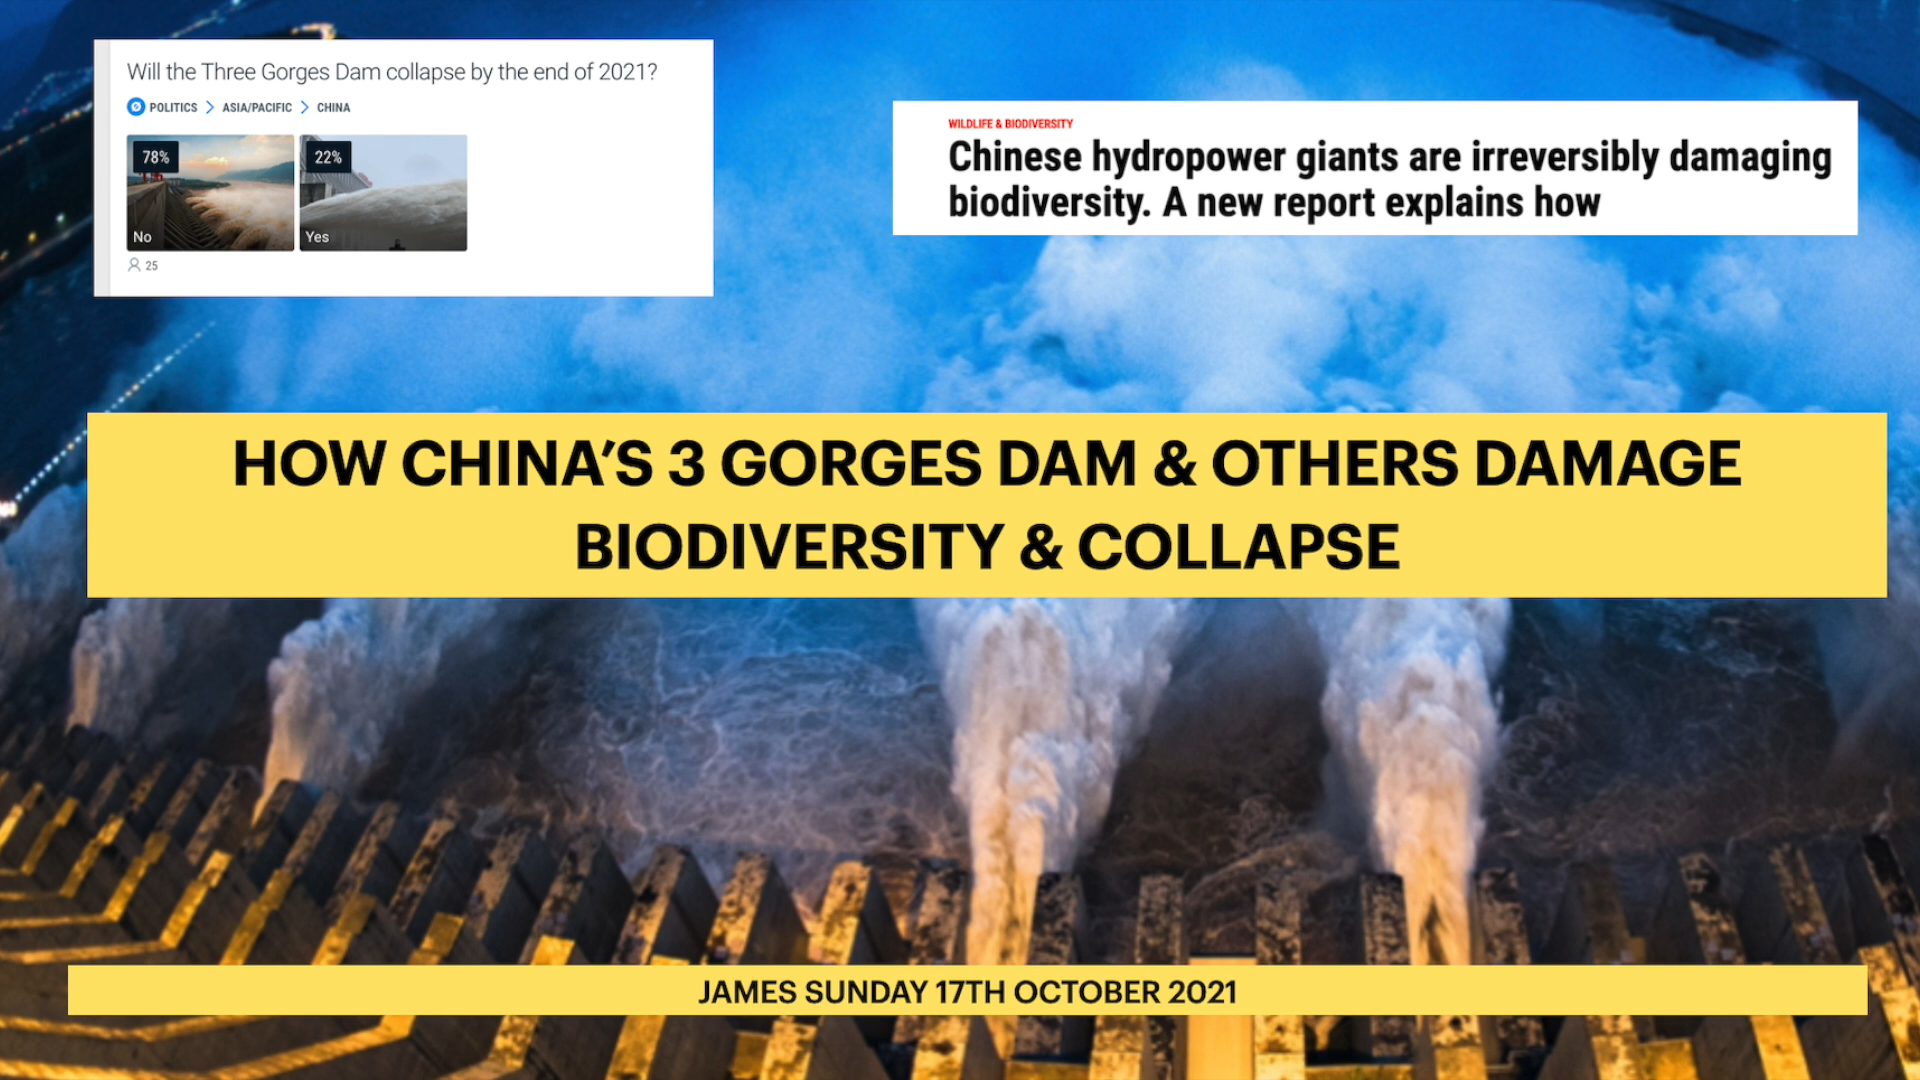 Will the Three Gorges Dam collapse by the end of 2021?
POLITICS > ASIA/PACIFIC > CHINA
78%
22%
No
Yes
25
WILDLIFE & BIODIVERSITY
Chinese hydropower giants are irreversibly damaging
biodiversity. A new report explains how
HOW CHINA’S 3 GORGES DAM & OTHERS DAMAGE
BIODIVERSITY & COLLAPSE
JAMES SUNDAY 17TH OCTOBER 2021